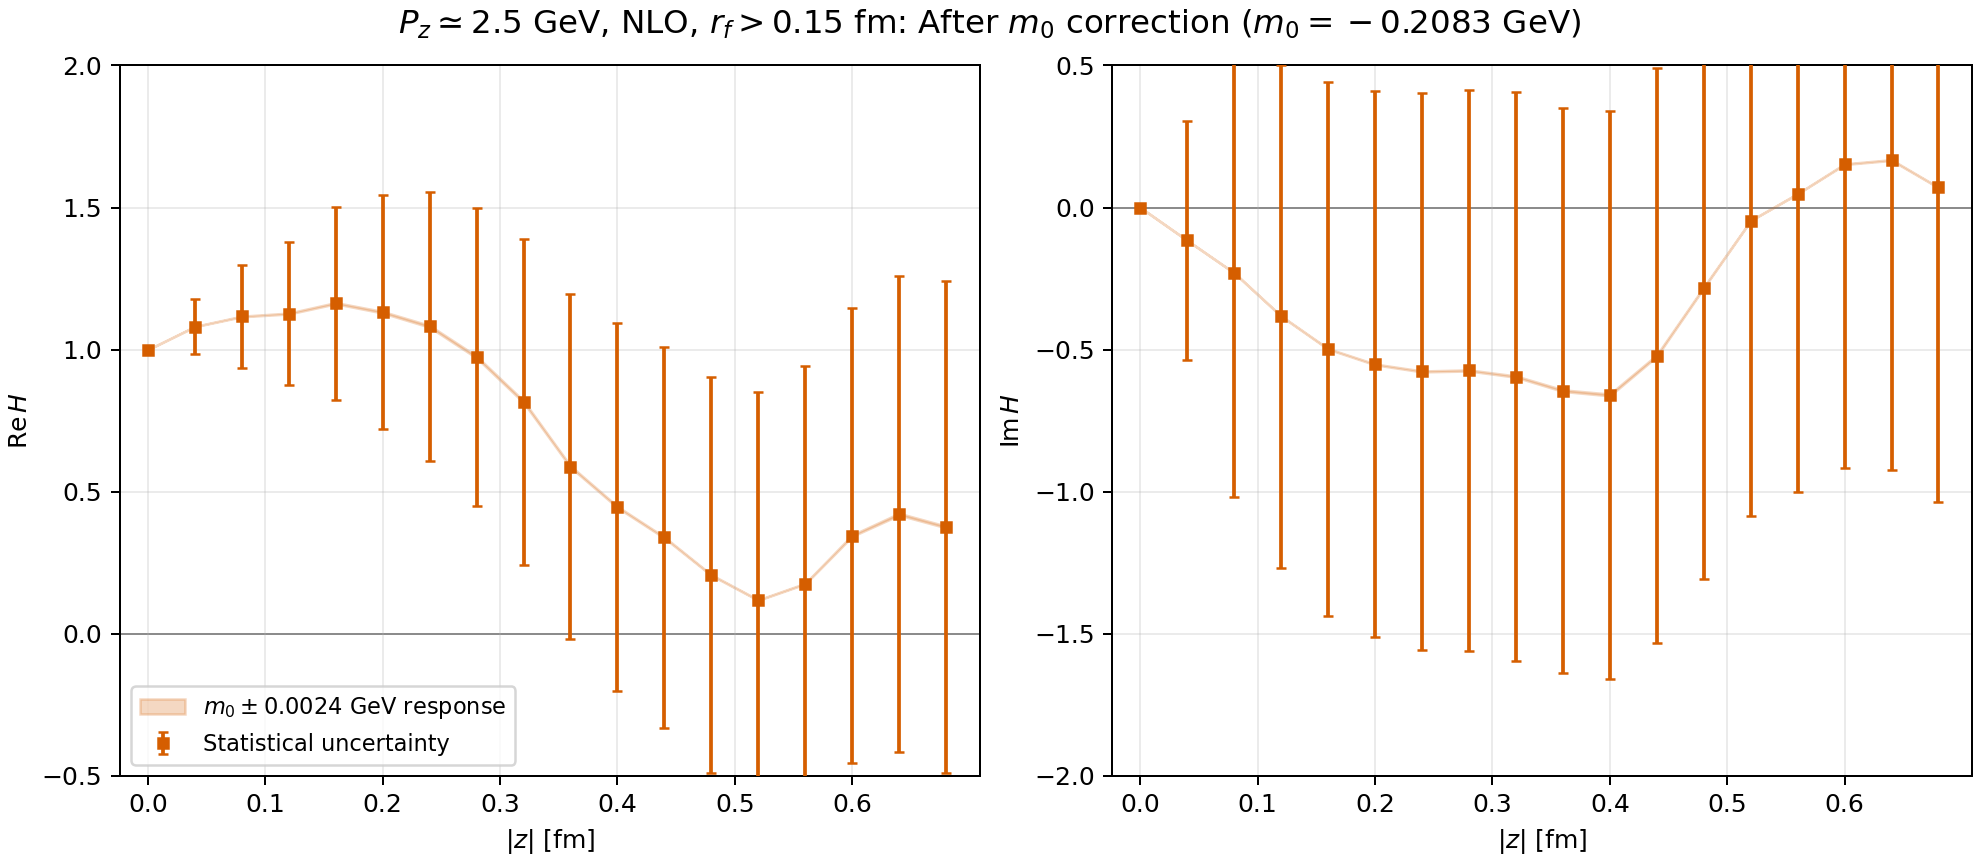 P_z ≃ 2.5 GeV, NLO, r_f > 0.15 fm: After m_0 correction (m_0 = −0.2083 GeV)
2.0
1.5
1.0
0.5
0.0
−0.5
Re H
m_0 ± 0.0024 GeV response
Statistical uncertainty
0.0 0.1 0.2 0.3 0.4 0.5 0.6
|z| [fm]
0.5
0.0
−0.5
−1.0
−1.5
−2.0
Im H
0.0 0.1 0.2 0.3 0.4 0.5 0.6
|z| [fm]